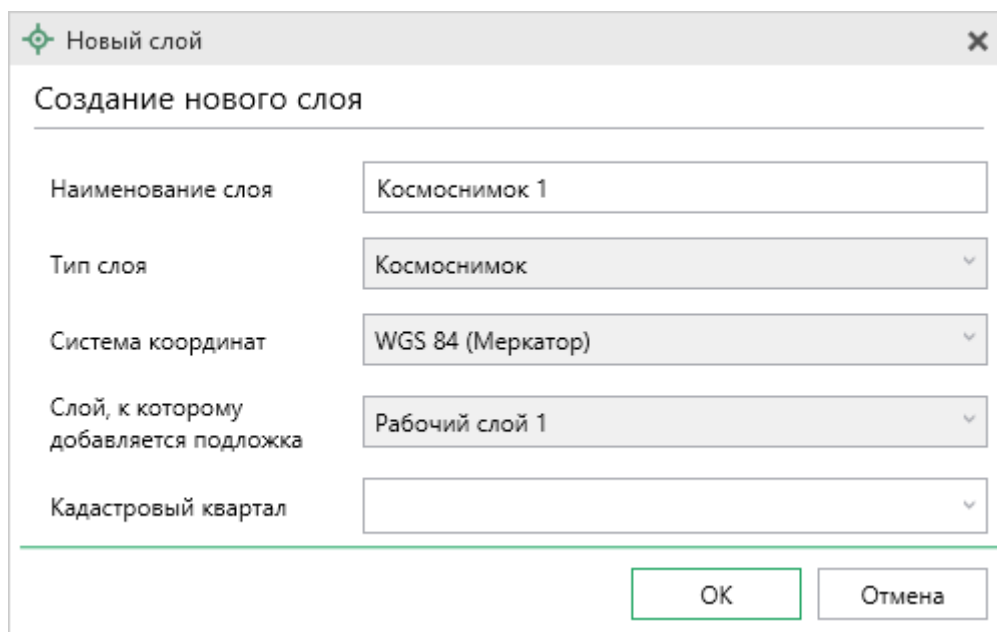 Новый слой
Создание нового слоя
Наименование слоя
Космоснимок 1
Тип слоя
Космоснимок
Система координат
WGS 84 (Меркатор)
Слой, к которому
добавляется подложка
Рабочий слой 1
Кадастровый квартал
ОК
Отмена